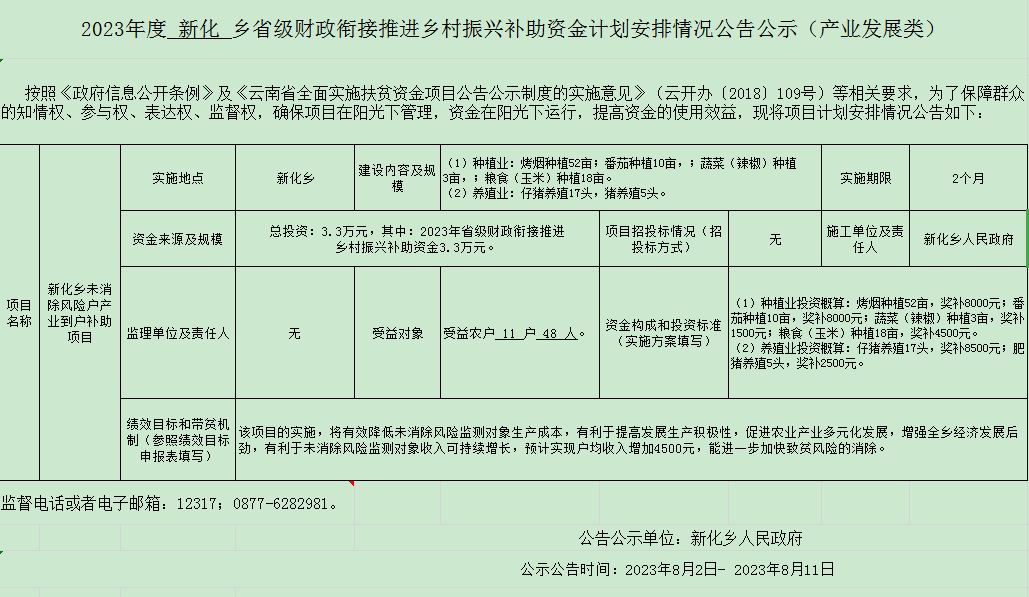 2023年度 新化 乡省级财政衔接推进乡村振兴补助资金计划安排情况公告公示（产业发展类）
按照《政府信息公开条例》及《云南省全面实施扶贫资金项目公告公示制度的实施意见》（云开办〔2018〕109号）等相关要求，为了保障群众
的知情权、参与权、表达权、监督权，确保项目在阳光下管理，资金在阳光下运行，提高资金的使用效益，现将项目计划安排情况公告如下：
项目
名称
新化乡未消
除风险户产
业到户补助
项目
实施地点
新化乡
建设内容及规
模
（1）种植业：烤烟种植52亩；番茄种植10亩，；蔬菜（辣椒）种植
3亩，；粮食（玉米）种植18亩。
（2）养殖业：仔猪养殖17头，猪养殖5头。
实施期限
2个月
资金来源及规模
总投资：3.3万元，其中：2023年省级财政衔接推进
乡村振兴补助资金3.3万元。
项目招投标情况（招
投标方式）
无
施工单位及责
任人
新化乡人民政府
监理单位及责任人
无
受益对象
受益农户 11 户 48 人。
资金构成和投资标准
（实施方案填写）
（1）种植业投资概算：烤烟种植52亩，奖补8000元；番
茄种植10亩，奖补8000元；蔬菜（辣椒）种植3亩，奖补
1500元；粮食（玉米）种植18亩，奖补4500元。
（2）养殖业投资概算：仔猪养殖17头，奖补8500元；肥
猪养殖5头，奖补2500元。
绩效目标和带贫机
制（参照绩效目标
申报表填写）
该项目的实施，将有效降低未消除风险监测对象生产成本，有利于提高发展生产积极性，促进农业产业多元化发展，增强全乡经济发展后
劲，有利于未消除风险监测对象收入可持续增长，预计实现户均收入增加4500元，能进一步加快致贫风险的消除。
监督电话或者电子邮箱：12317；0877-6282981。
公告公示单位：新化乡人民政府
公示公告时间：2023年8月2日- 2023年8月11日